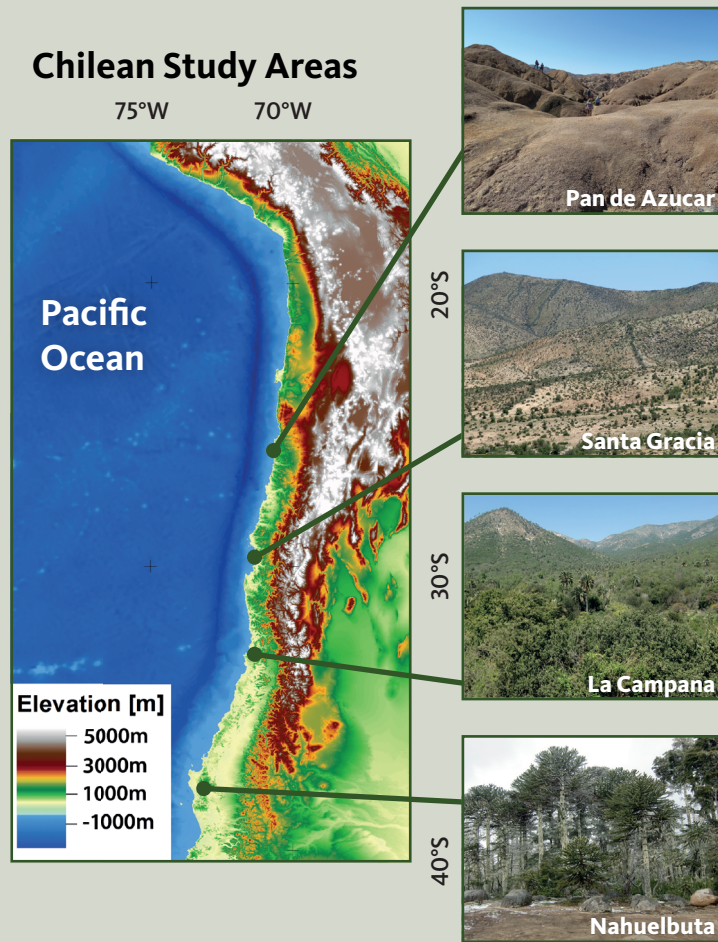 Chilean Study Areas
75°W 70°W
Pacific
Ocean
20°S
30°S
40°S
Elevation [m]
5000m
3000m
1000m
-1000m
Pan de Azucar
Santa Gracia
La Campana
Nahuelbuta